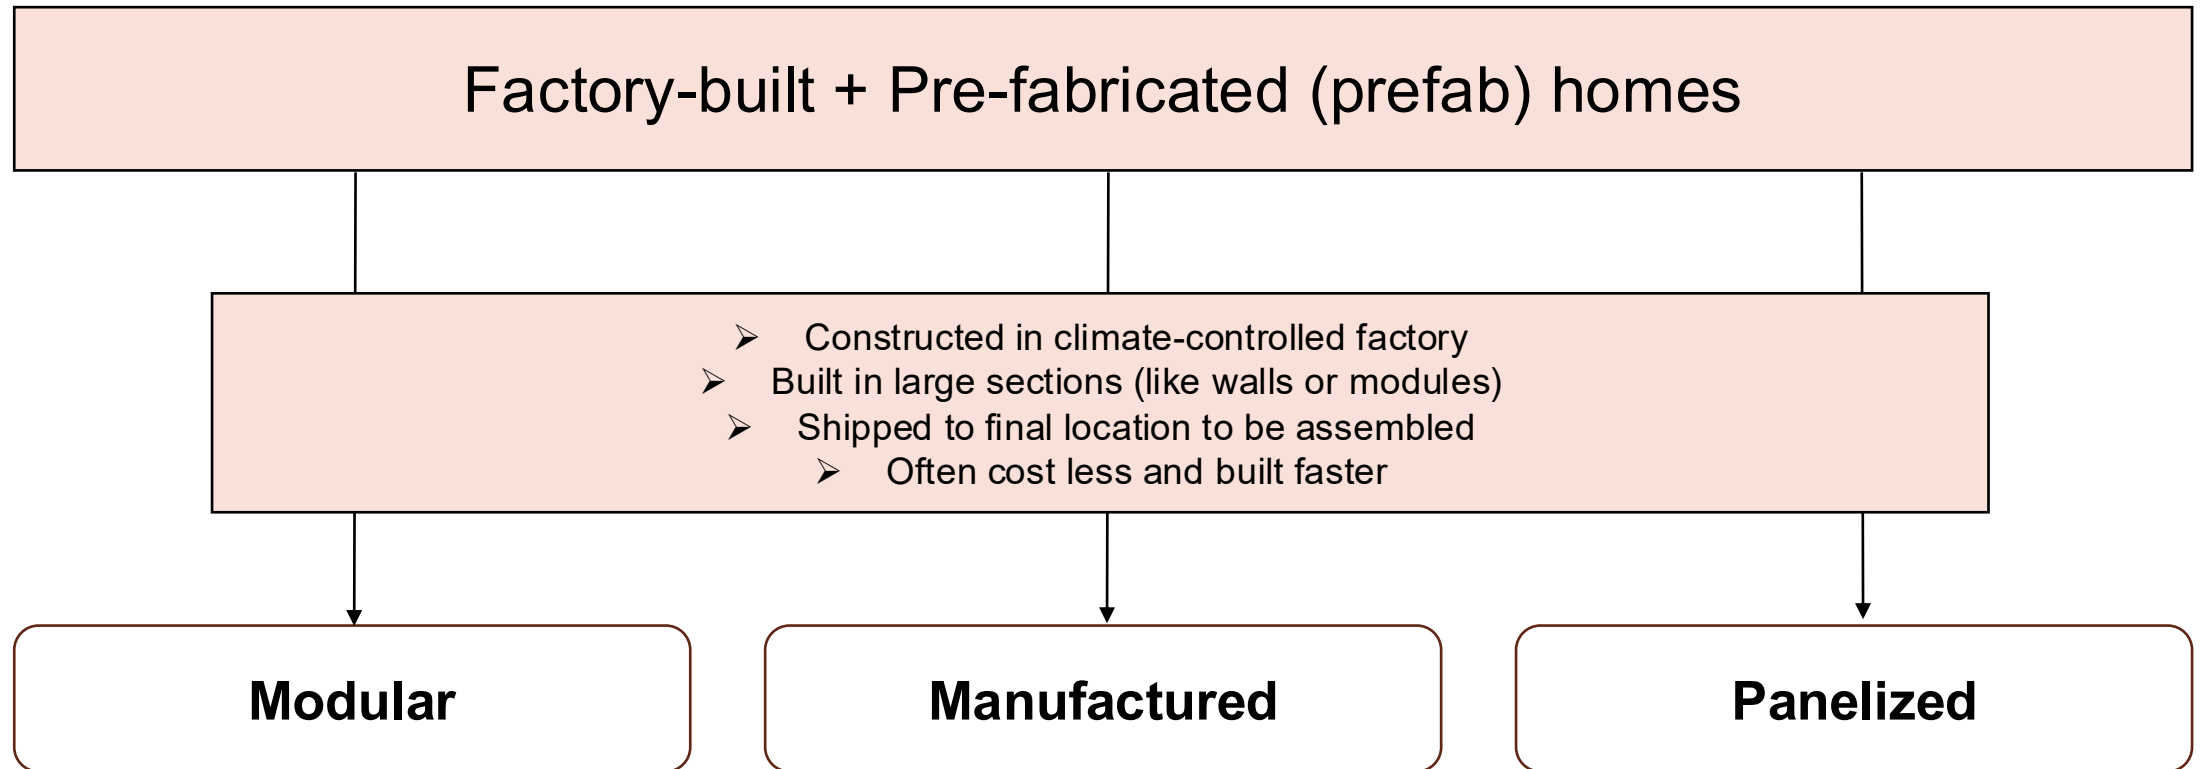 Factory-built + Pre-fabricated (prefab) homes
➢ Constructed in climate-controlled factory
➢ Built in large sections (like walls or modules)
➢ Shipped to final location to be assembled
➢ Often cost less and built faster
Modular
Manufactured
Panelized